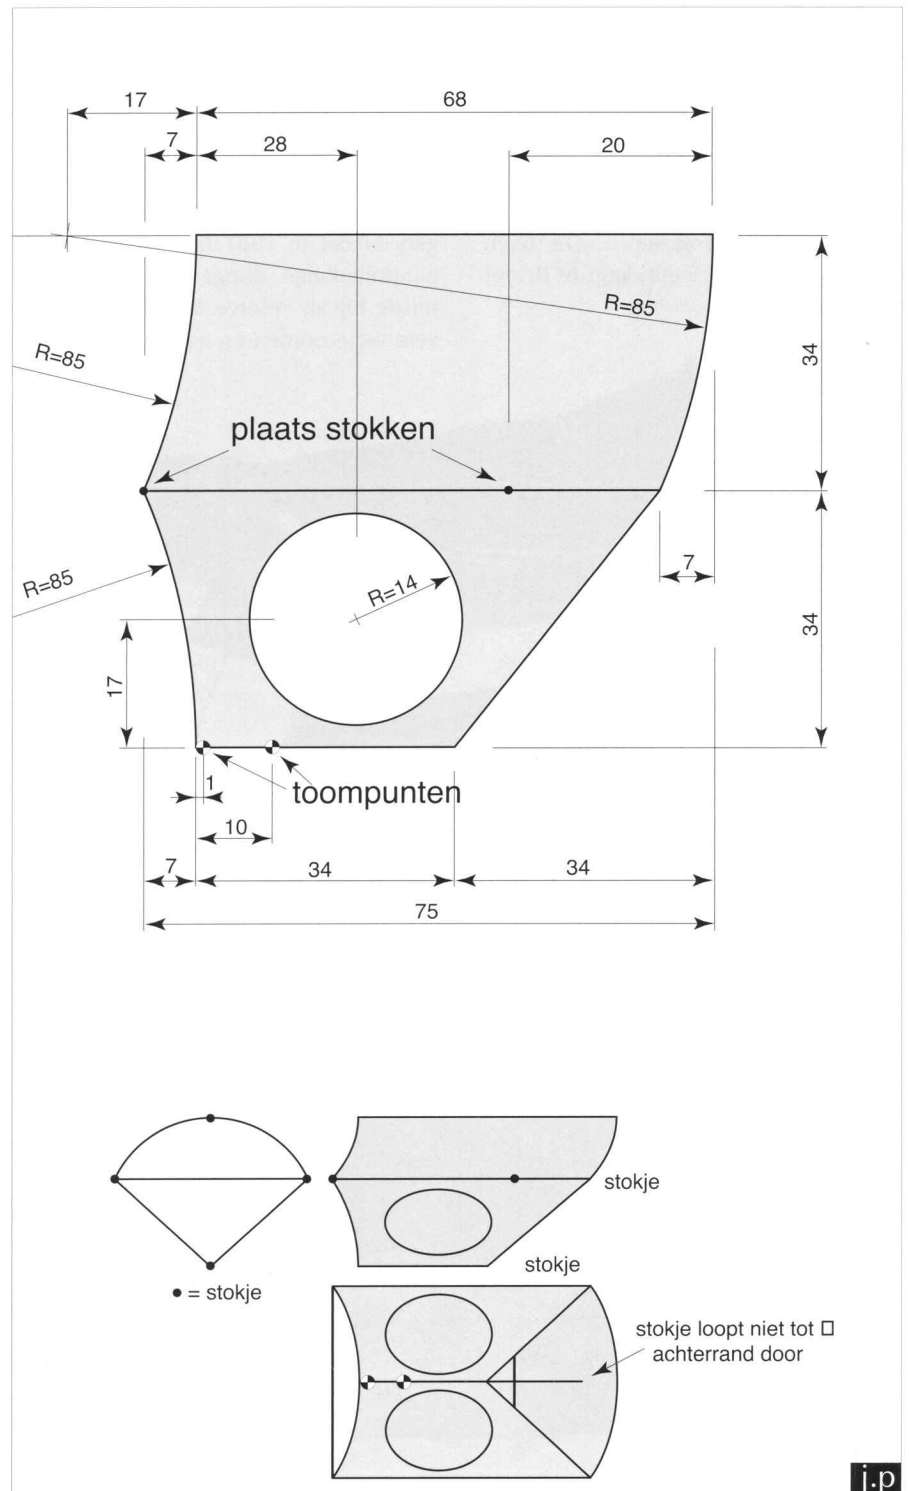 17
68
7
28
20
R=85
34
R=85
plaats stokken
R=85
R=14
7
34
17
1
toompunten
10
7
34
34
75
stokje
stokje
• = stokje
stokje loopt niet tot □
achterrand door
j.p